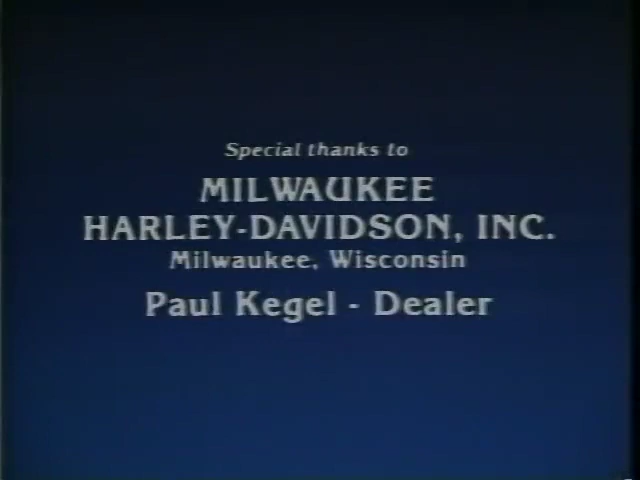 Special thanks to
MILWAUKEE
HARLEY-DAVIDSON, INC.
Milwaukee, Wisconsin
Paul Kegel - Dealer